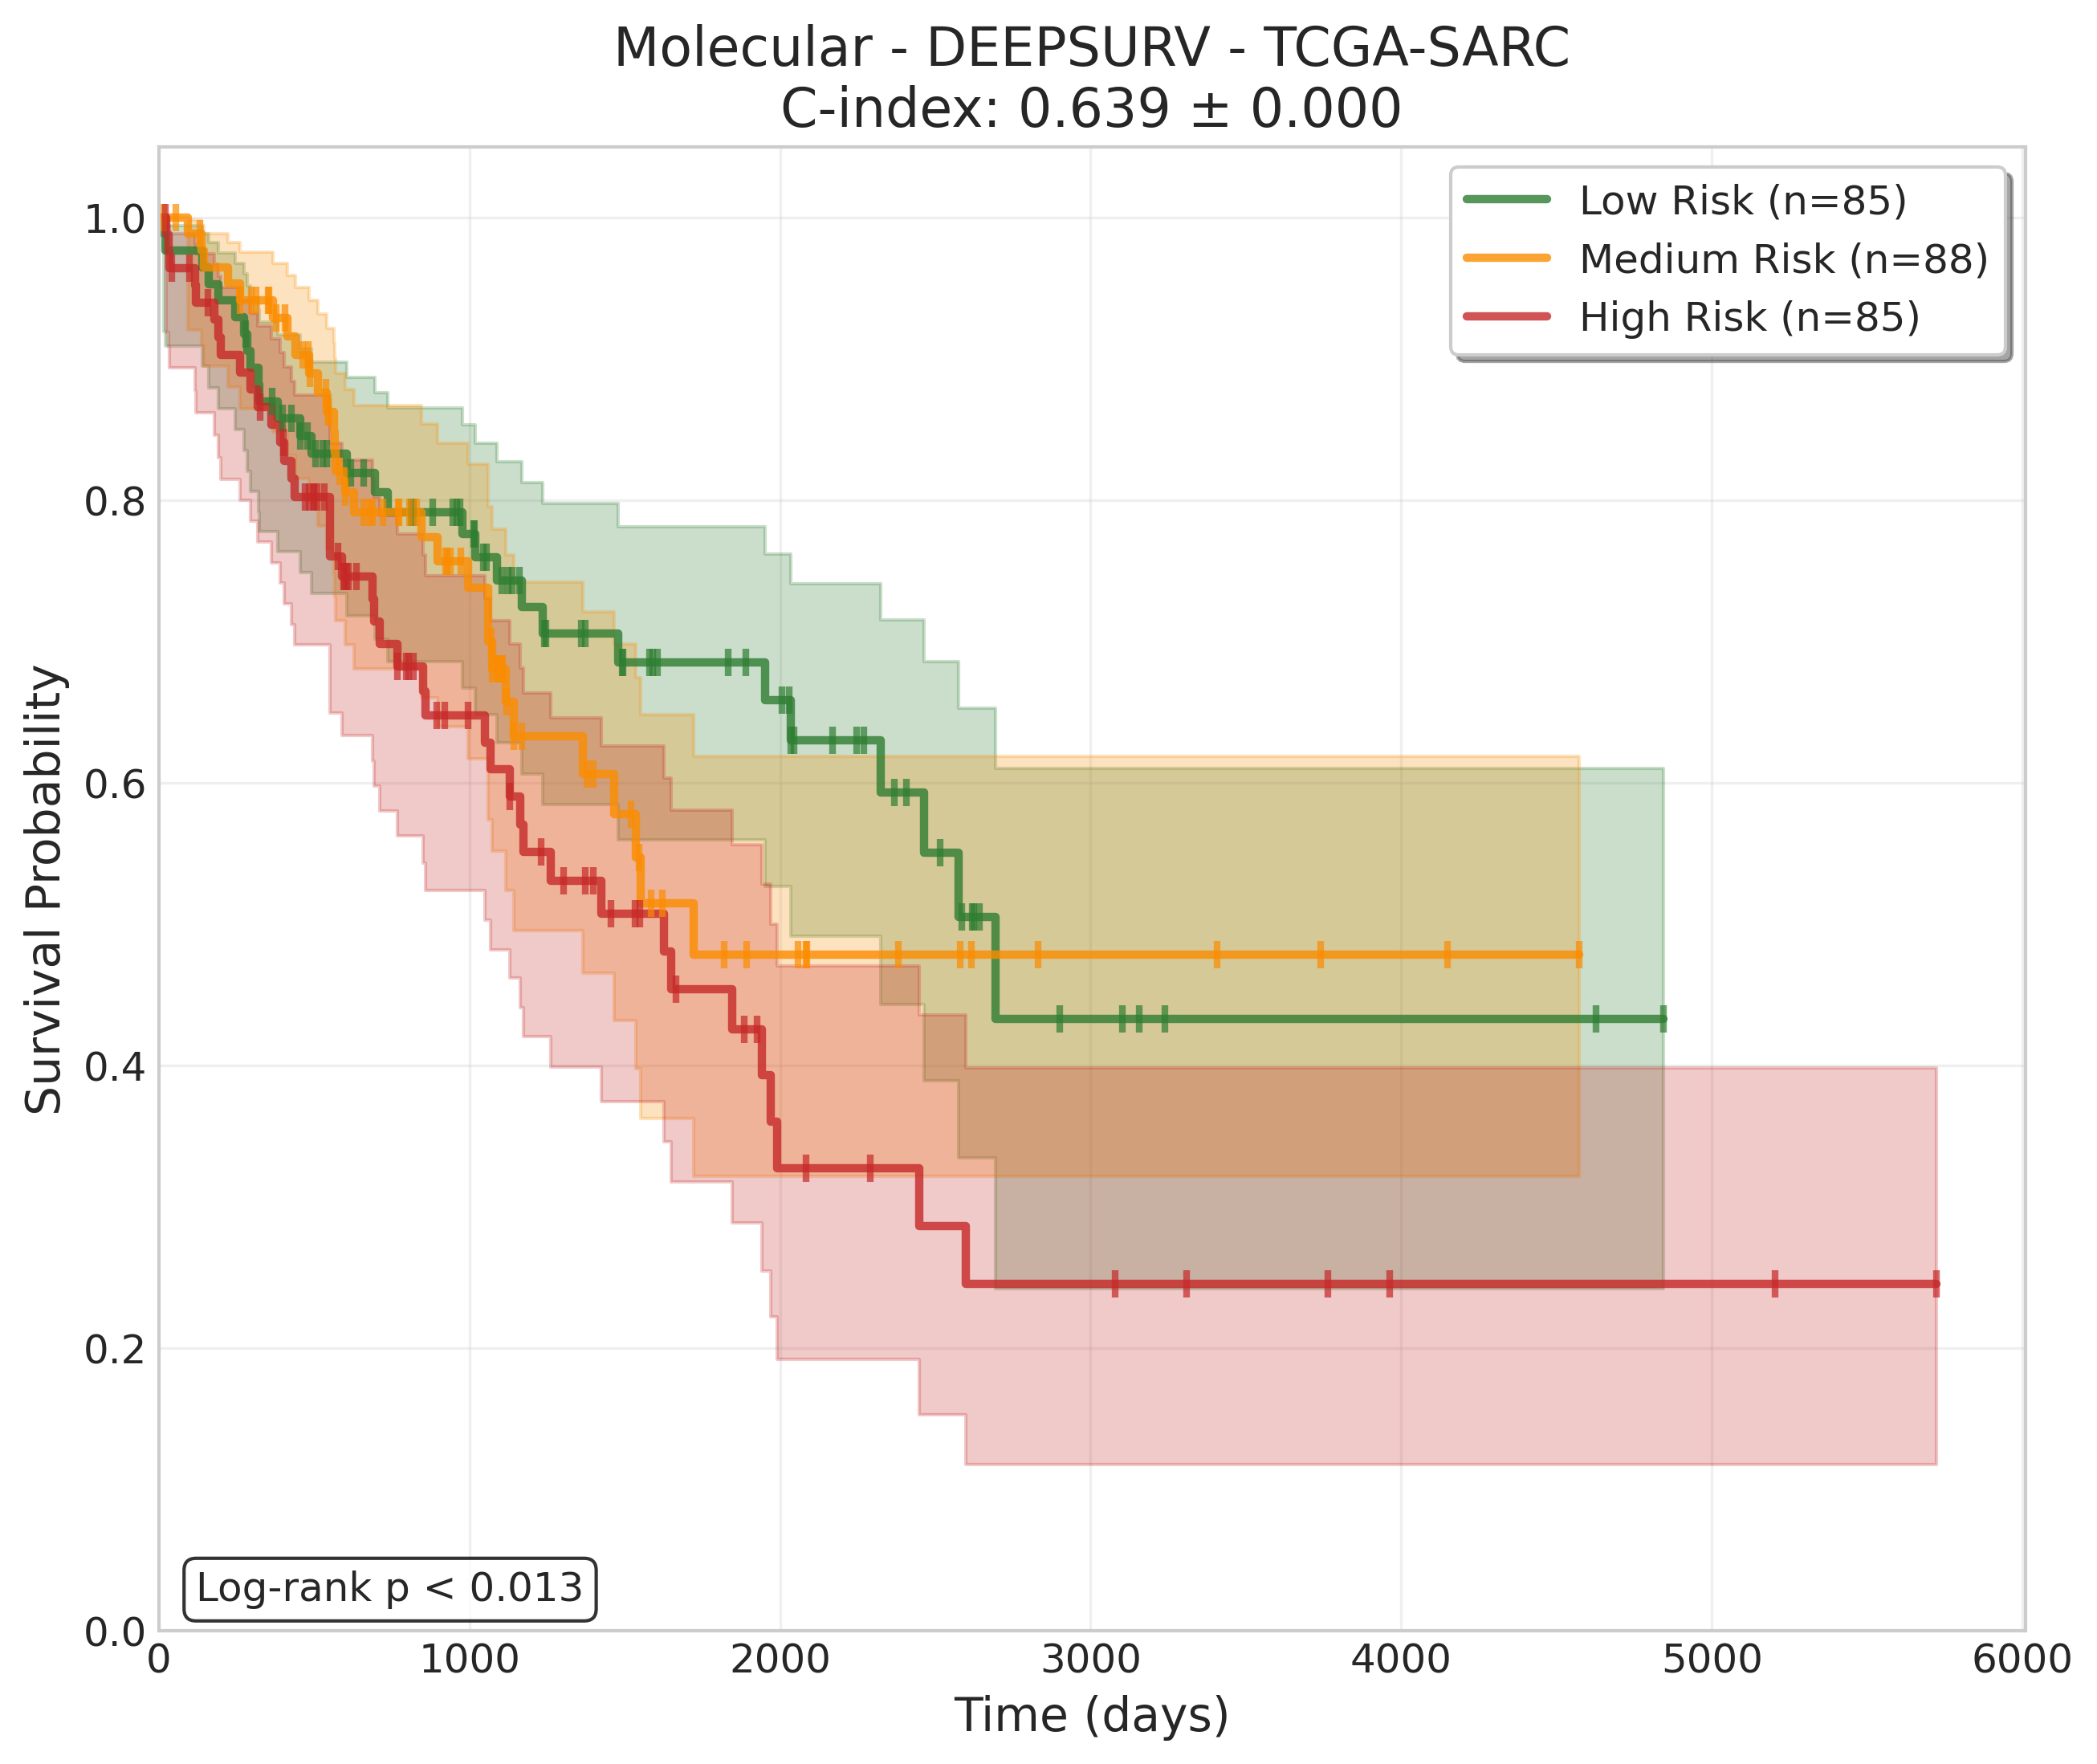 Molecular - DEEPSURV - TCGA-SARC
C-index: 0.639 ± 0.000
Low Risk (n=85)
Medium Risk (n=88)
High Risk (n=85)
Survival Probability
1.0
0.8
0.6
0.4
0.2
0.0
Log-rank p < 0.013
0 1000 2000 3000 4000 5000 6000
Time (days)